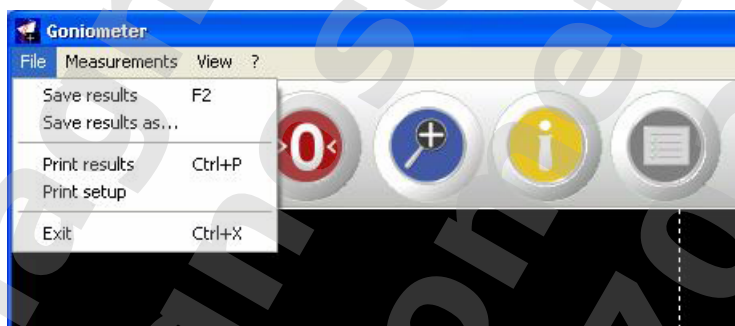 Goniometer
File Measurements View ?
Save results F2
Save results as...
Print results Ctrl+P
Print setup
Exit Ctrl+X
>0<